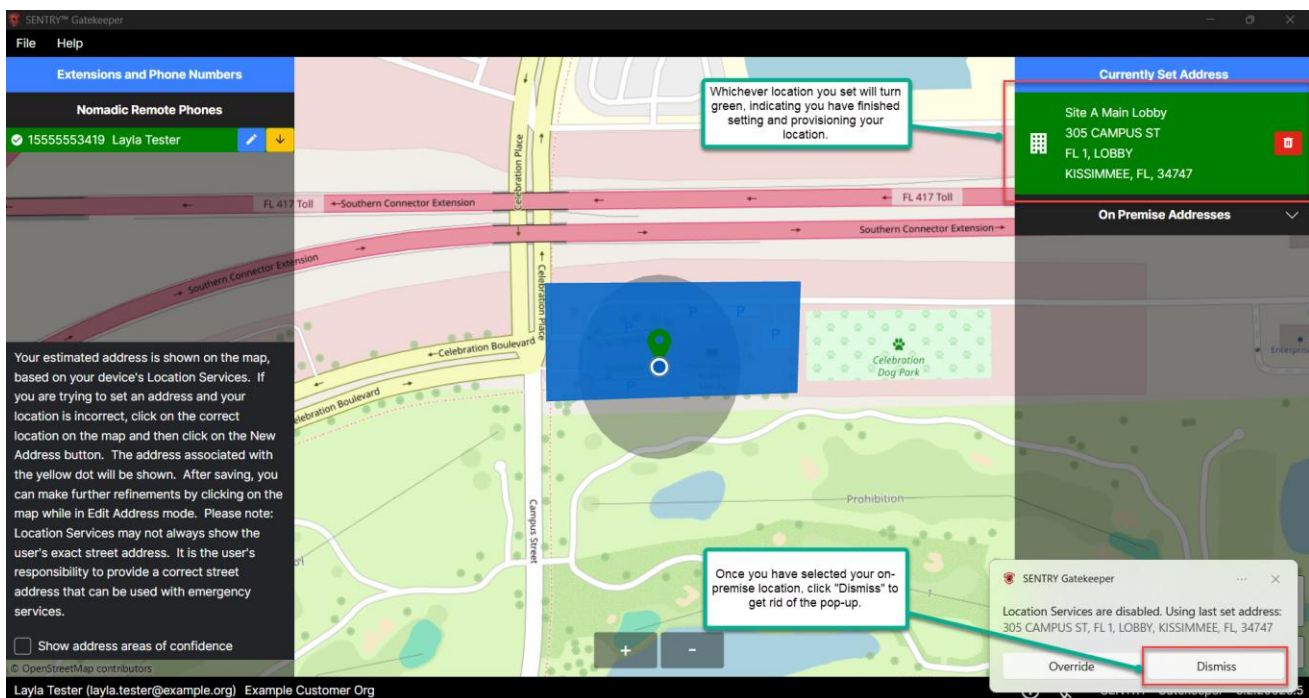 SENTRY™ Gatekeeper
File Help
Extensions and Phone Numbers
Nomadic Remote Phones
15555553419 Layla Tester
Your estimated address is shown on the map,
based on your device's Location Services. If
you are trying to set an address and your
location is incorrect, click on the correct
location on the map and then click on the New
Address button. The address associated with
the yellow dot will be shown. After saving, you
can make further refinements by clicking on the
map while in Edit Address mode. Please note:
Location Services may not always show the
user's exact street address. It is the user's
responsibility to provide a correct street
address that can be used with emergency
services.
Show address areas of confidence
© OpenStreetMap contributors
Layla Tester (layla.tester@example.org) Example Customer Org
Whichever location you set will turn
green, indicating you have finished
setting and provisioning your
location.
Celebration Place
FL 417 Toll
Southern Connector Extension
FL 417 Toll
Southern Connector Extension
Southern Connector Extension
Southern Connector Extension
Celebration Place
Celebration Boulevard
Celebration Boulevard
P
P
P
Celebration
Dog Park
Campus Street
Prohibition
Once you have selected your on-
premise location, click "Dismiss" to
get rid of the pop-up.
+ -
Currently Set Address
Site A Main Lobby
305 CAMPUS ST
FL 1, LOBBY
KISSIMMEE, FL, 34747
On Premise Addresses
Enterprise
SENTRY Gatekeeper
Location Services are disabled. Using last set address:
305 CAMPUS ST, FL 1, LOBBY, KISSIMMEE, FL, 34747
Override Dismiss